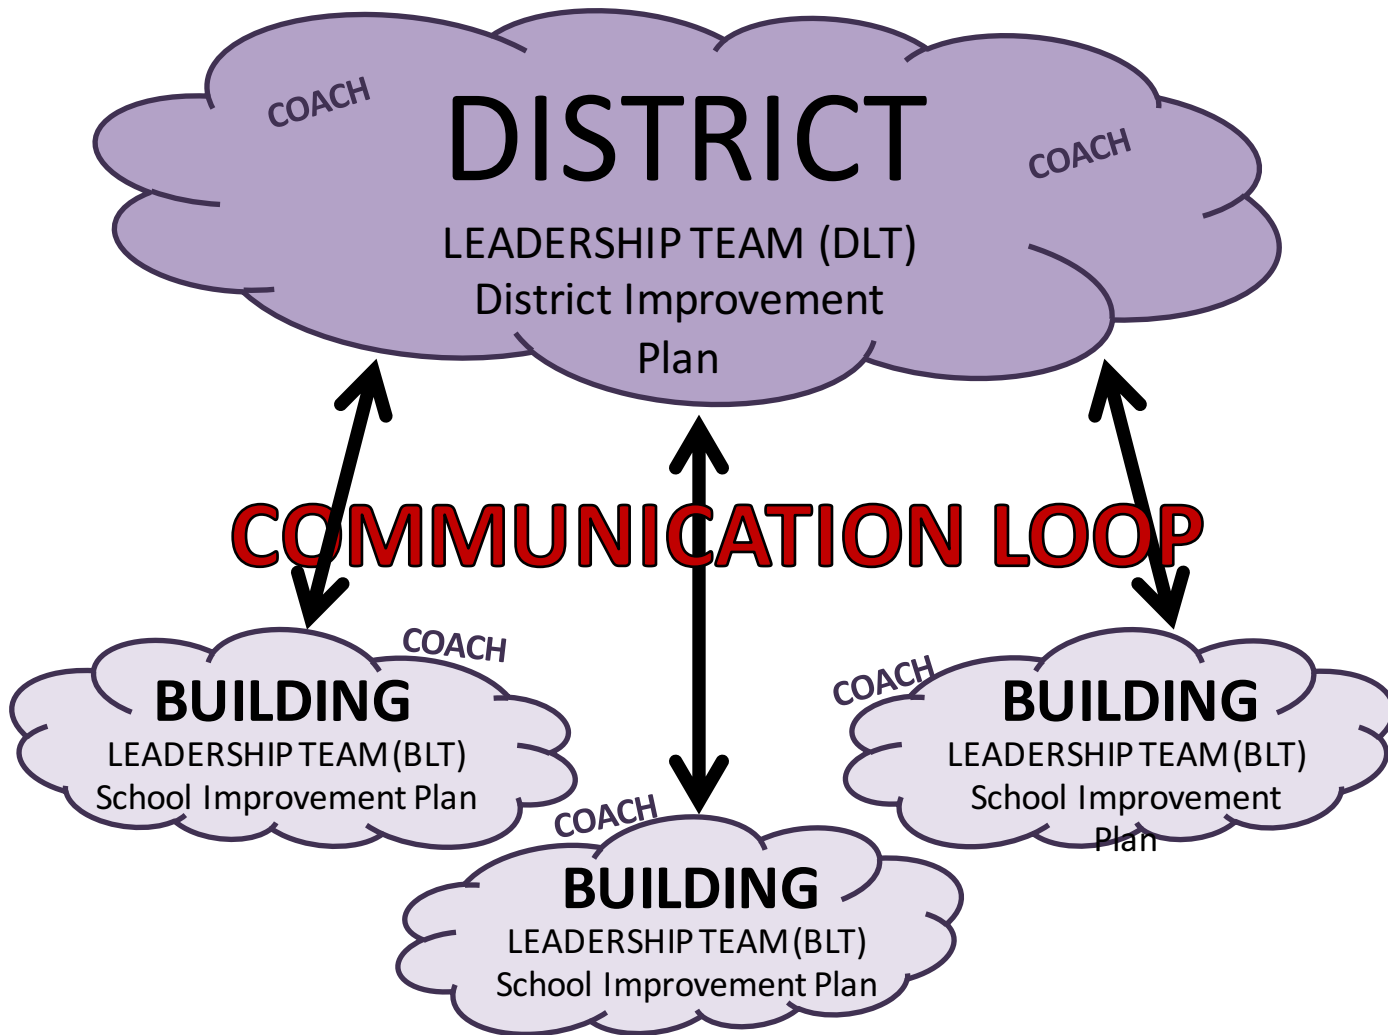 COACH
DISTRICT
COACH
LEADERSHIP TEAM (DLT)
District Improvement
Plan
COMMUNICATION LOOP
COACH
BUILDING
LEADERSHIP TEAM (BLT)
School Improvement Plan
COACH
BUILDING
LEADERSHIP TEAM (BLT)
School Improvement
Plan
COACH
BUILDING
LEADERSHIP TEAM (BLT)
School Improvement Plan